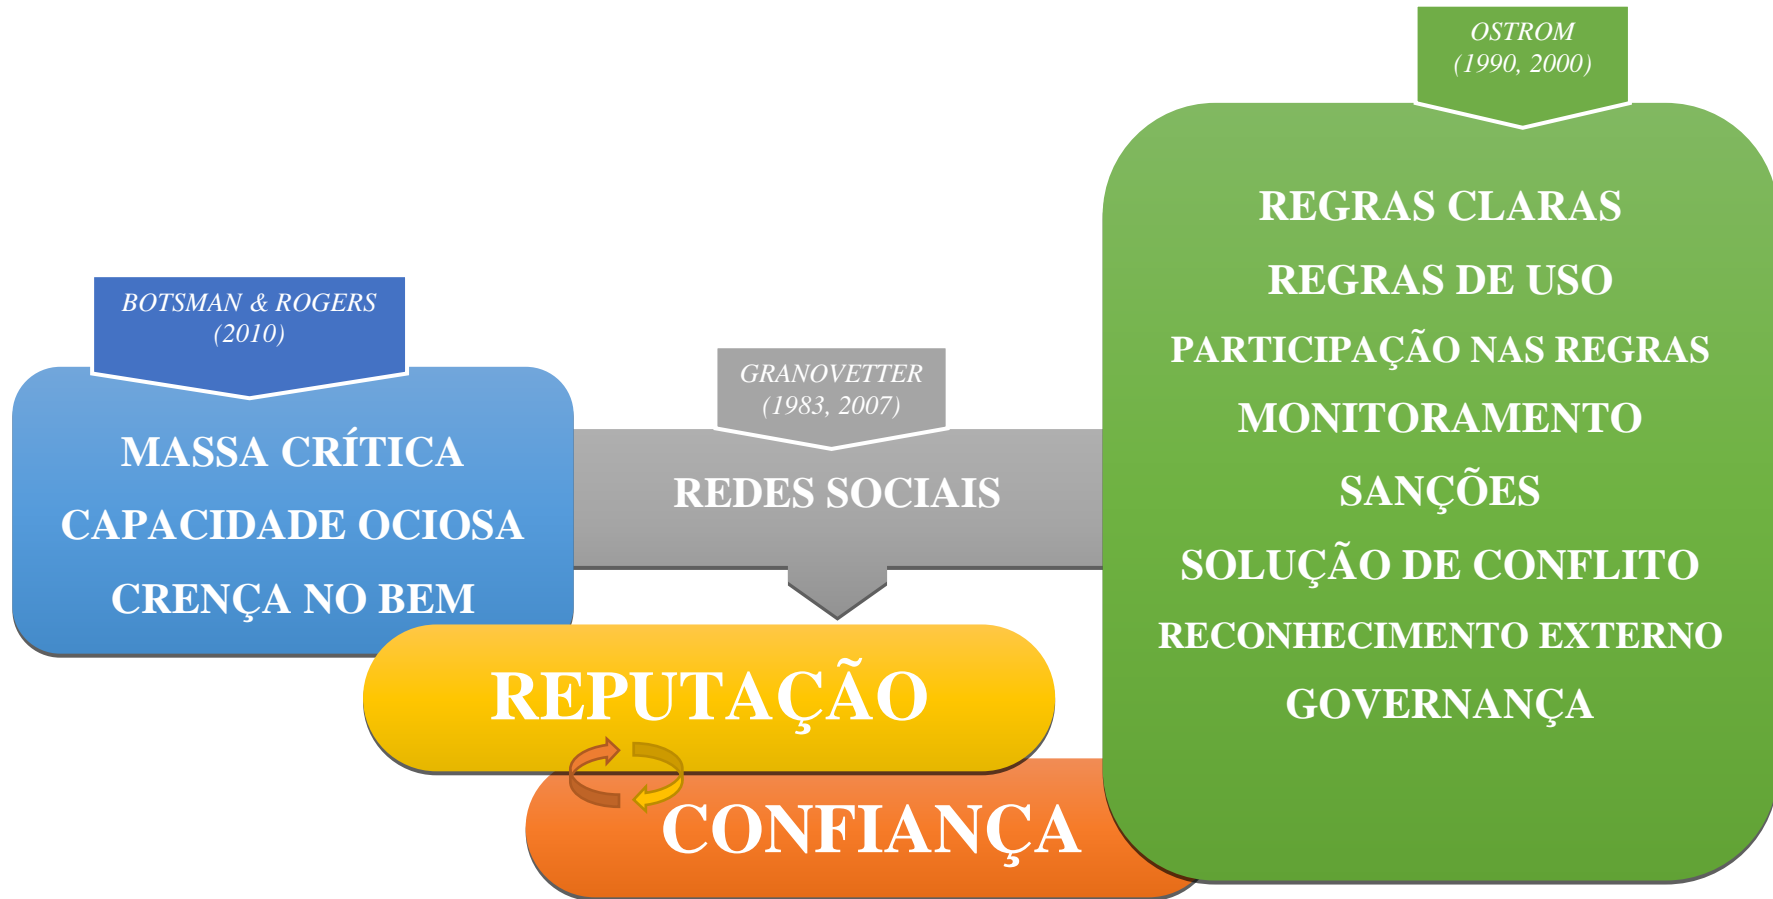 BOTSMAN & ROGERS
(2010)
MASSA CRÍTICA
CAPACIDADE OCIOSA
CRENÇA NO BEM
GRANOVETTER
(1983, 2007)
REDES SOCIAIS
REPUTAÇÃO
CONFIANÇA
OSTROM
(1990, 2000)
REGRAS CLARAS
REGRAS DE USO
PARTICIPAÇÃO NAS REGRAS
MONITORAMENTO
SANÇÕES
SOLUÇÃO DE CONFLITO
RECONHECIMENTO EXTERNO
GOVERNANÇA